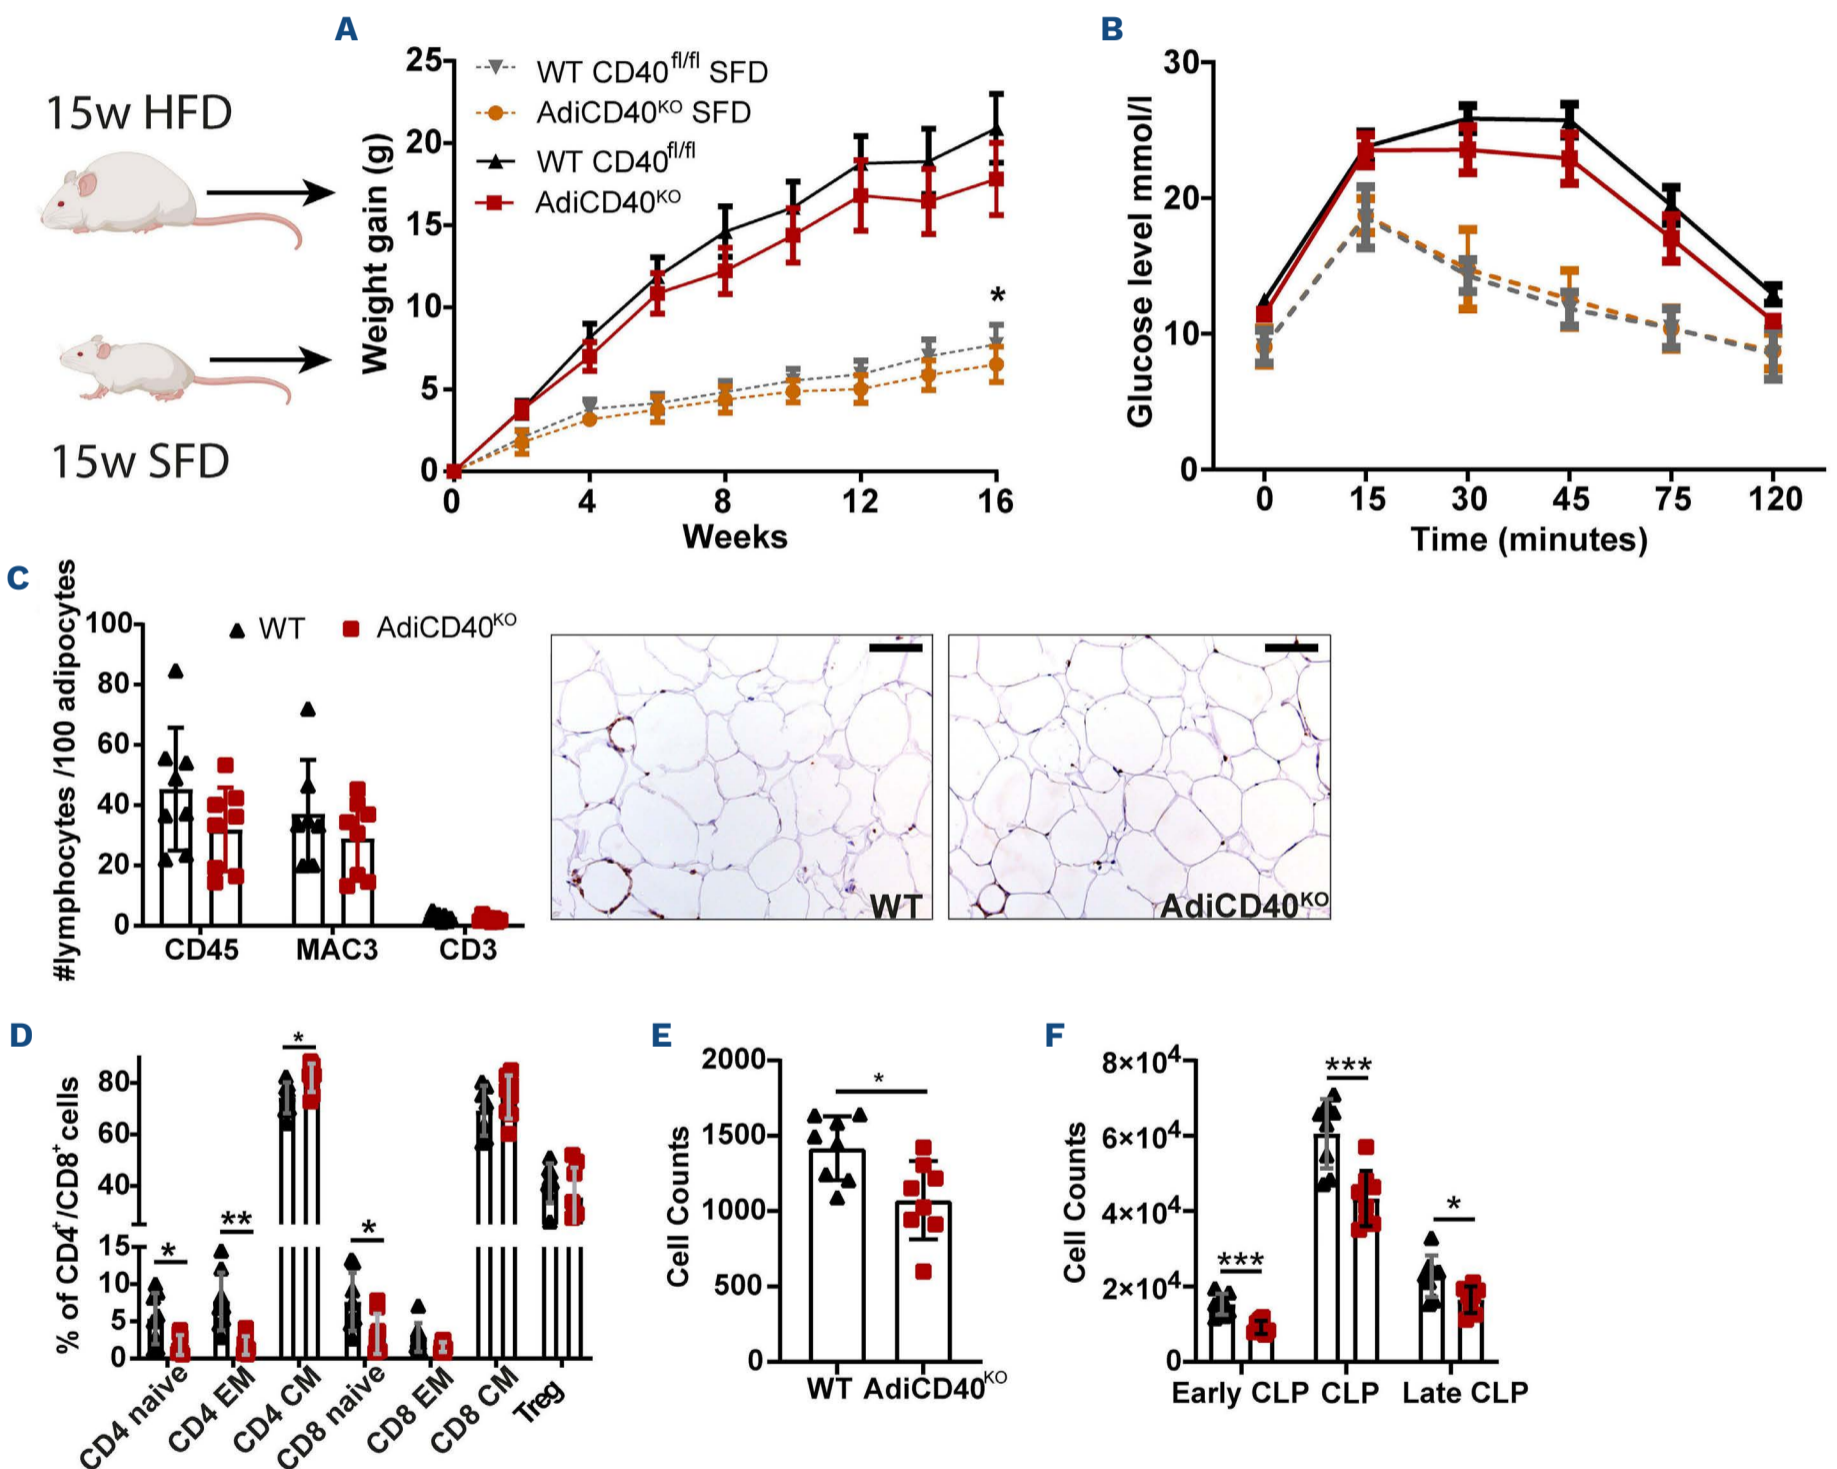 15w HFD
15w SFD
A
25
20
15
10
5
0
Weight gain (g)
WT CD40fl/fl SFD
AdiCD40KO SFD
WT CD40fl/fl
AdiCD40KO
*
0 4 8 12 16
Weeks
B
30
20
10
0
Glucose level mmol/l
0 15 30 45 75 120
Time (minutes)
C
#lymphocytes /100 adipocytes
100
80
60
40
20
0
WT AdiCD40KO
CD45 MAC3 CD3
WT
AdiCD40KO
D
% of CD4+/CD8+ cells
80
60
40
15
10
5
0
* ** * *
CD4 naive
CD4 EM
CD4 CM
CD8 naive
CD8 EM
CD8 CM
Treg
E
Cell Counts
2000
1500
1000
500
0
*
WT AdiCD40KO
F
Cell Counts
8×10⁴
6×10⁴
4×10⁴
2×10⁴
0
*** *** *
Early CLP CLP Late CLP